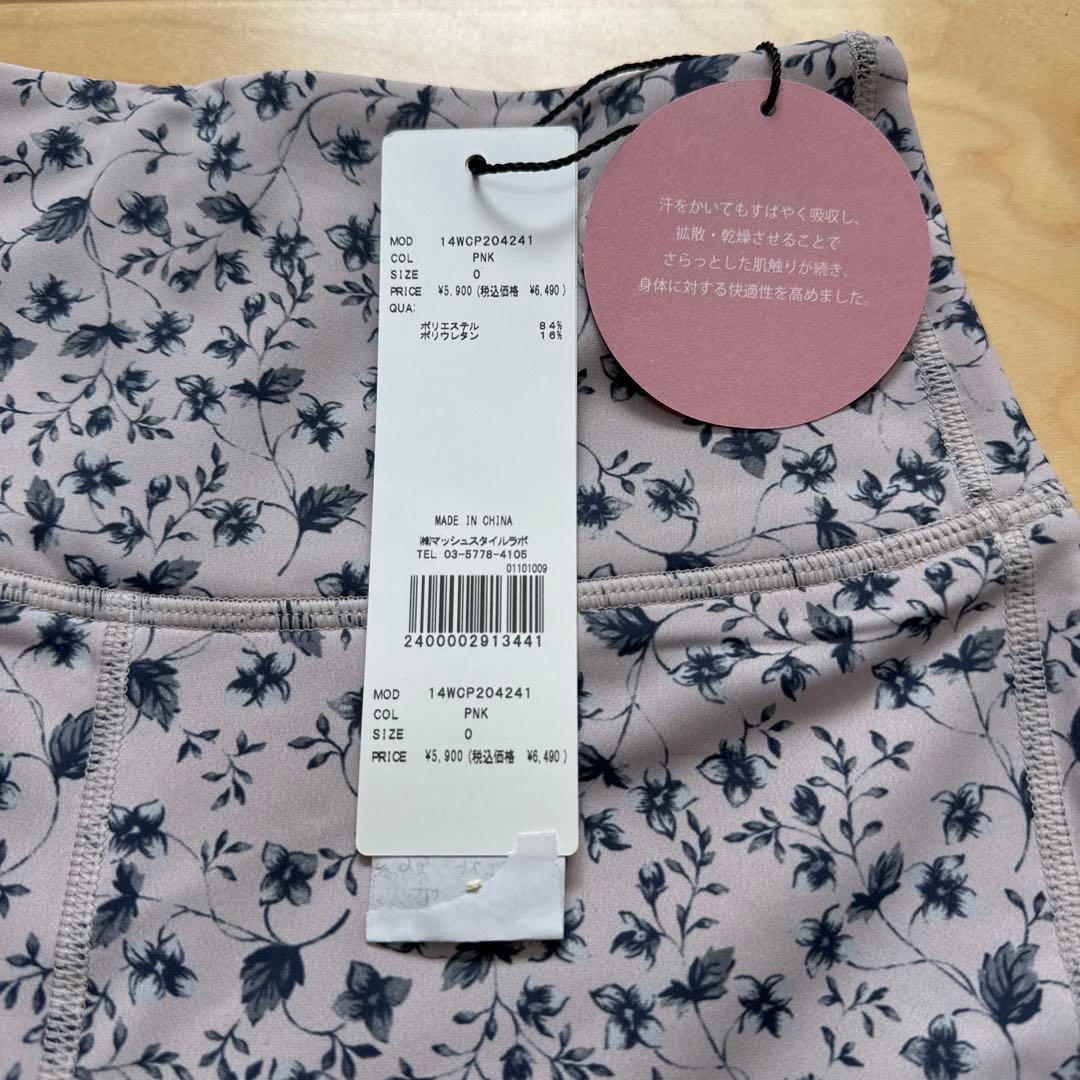 MOD 14WCP204241
COL PNK
SIZE 0
PRICE ¥5,900(税込価格 ¥6,490)
QUA:
ポリエステル 84%
ポリウレタン 16%
MADE IN CHINA
㈱マッシュスタイルラボ
TEL 03-5778-4105
01101009
2400002913441
MOD 14WCP204241
COL PNK
SIZE 0
PRICE ¥5,900(税込価格 ¥6,490)
汗をかいてもすばやく吸収し、
拡散・乾燥させることで
さらっとした肌触りが続き、
身体に対する快適性を高めました。